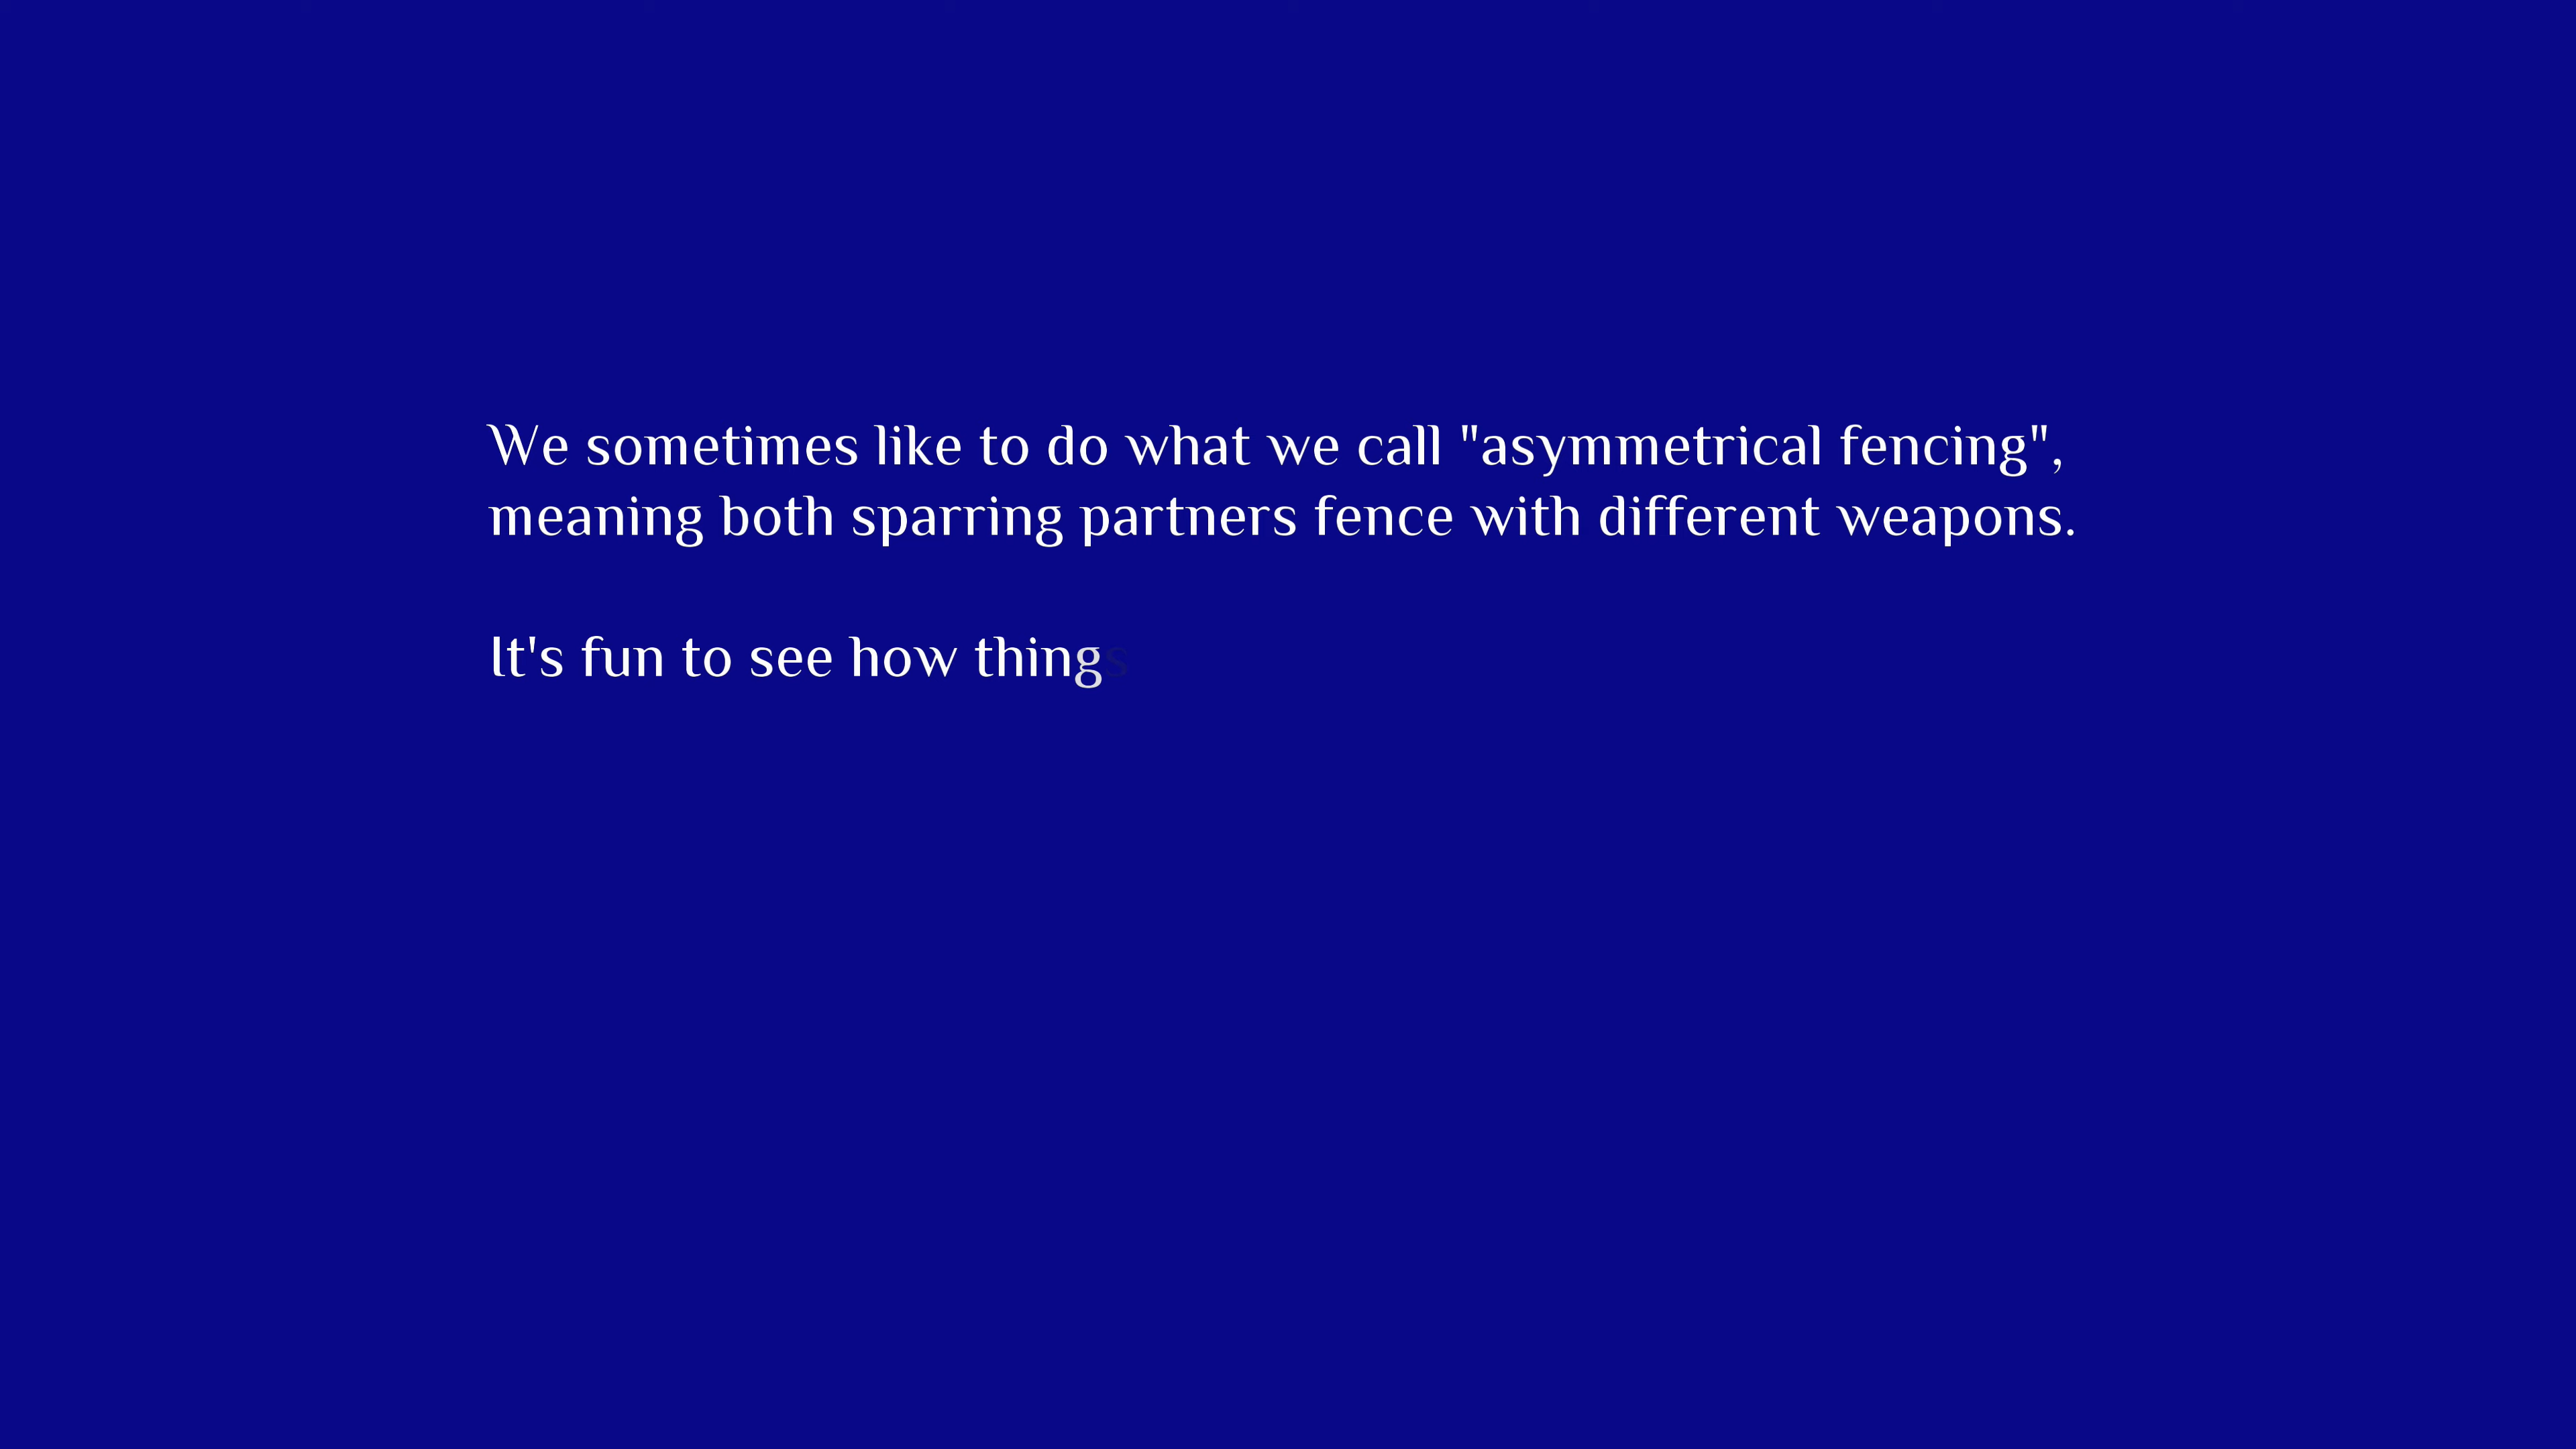 We sometimes like to do what we call "asymmetrical fencing",
meaning both sparring partners fence with different weapons.
It's fun to see how things